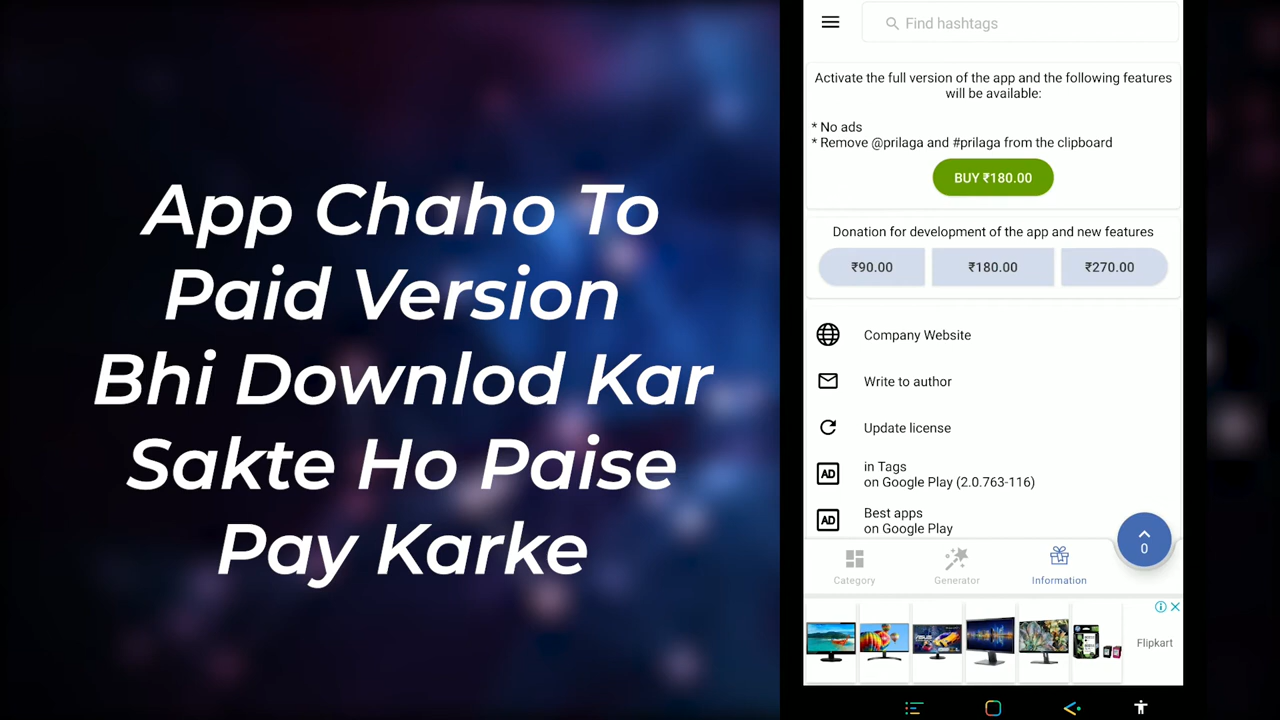 App Chaho To
Paid Version
Bhi Downlod Kar
Sakte Ho Paise
Pay Karke
Find hashtags
Activate the full version of the app and the following features
will be available:
* No ads
* Remove @prilaga and #prilaga from the clipboard
BUY ₹180.00
Donation for development of the app and new features
₹90.00 ₹180.00 ₹270.00
Company Website
Write to author
Update license
AD in Tags
on Google Play (2.0.763-116)
AD Best apps
on Google Play
0
Category Generator Information
Flipkart